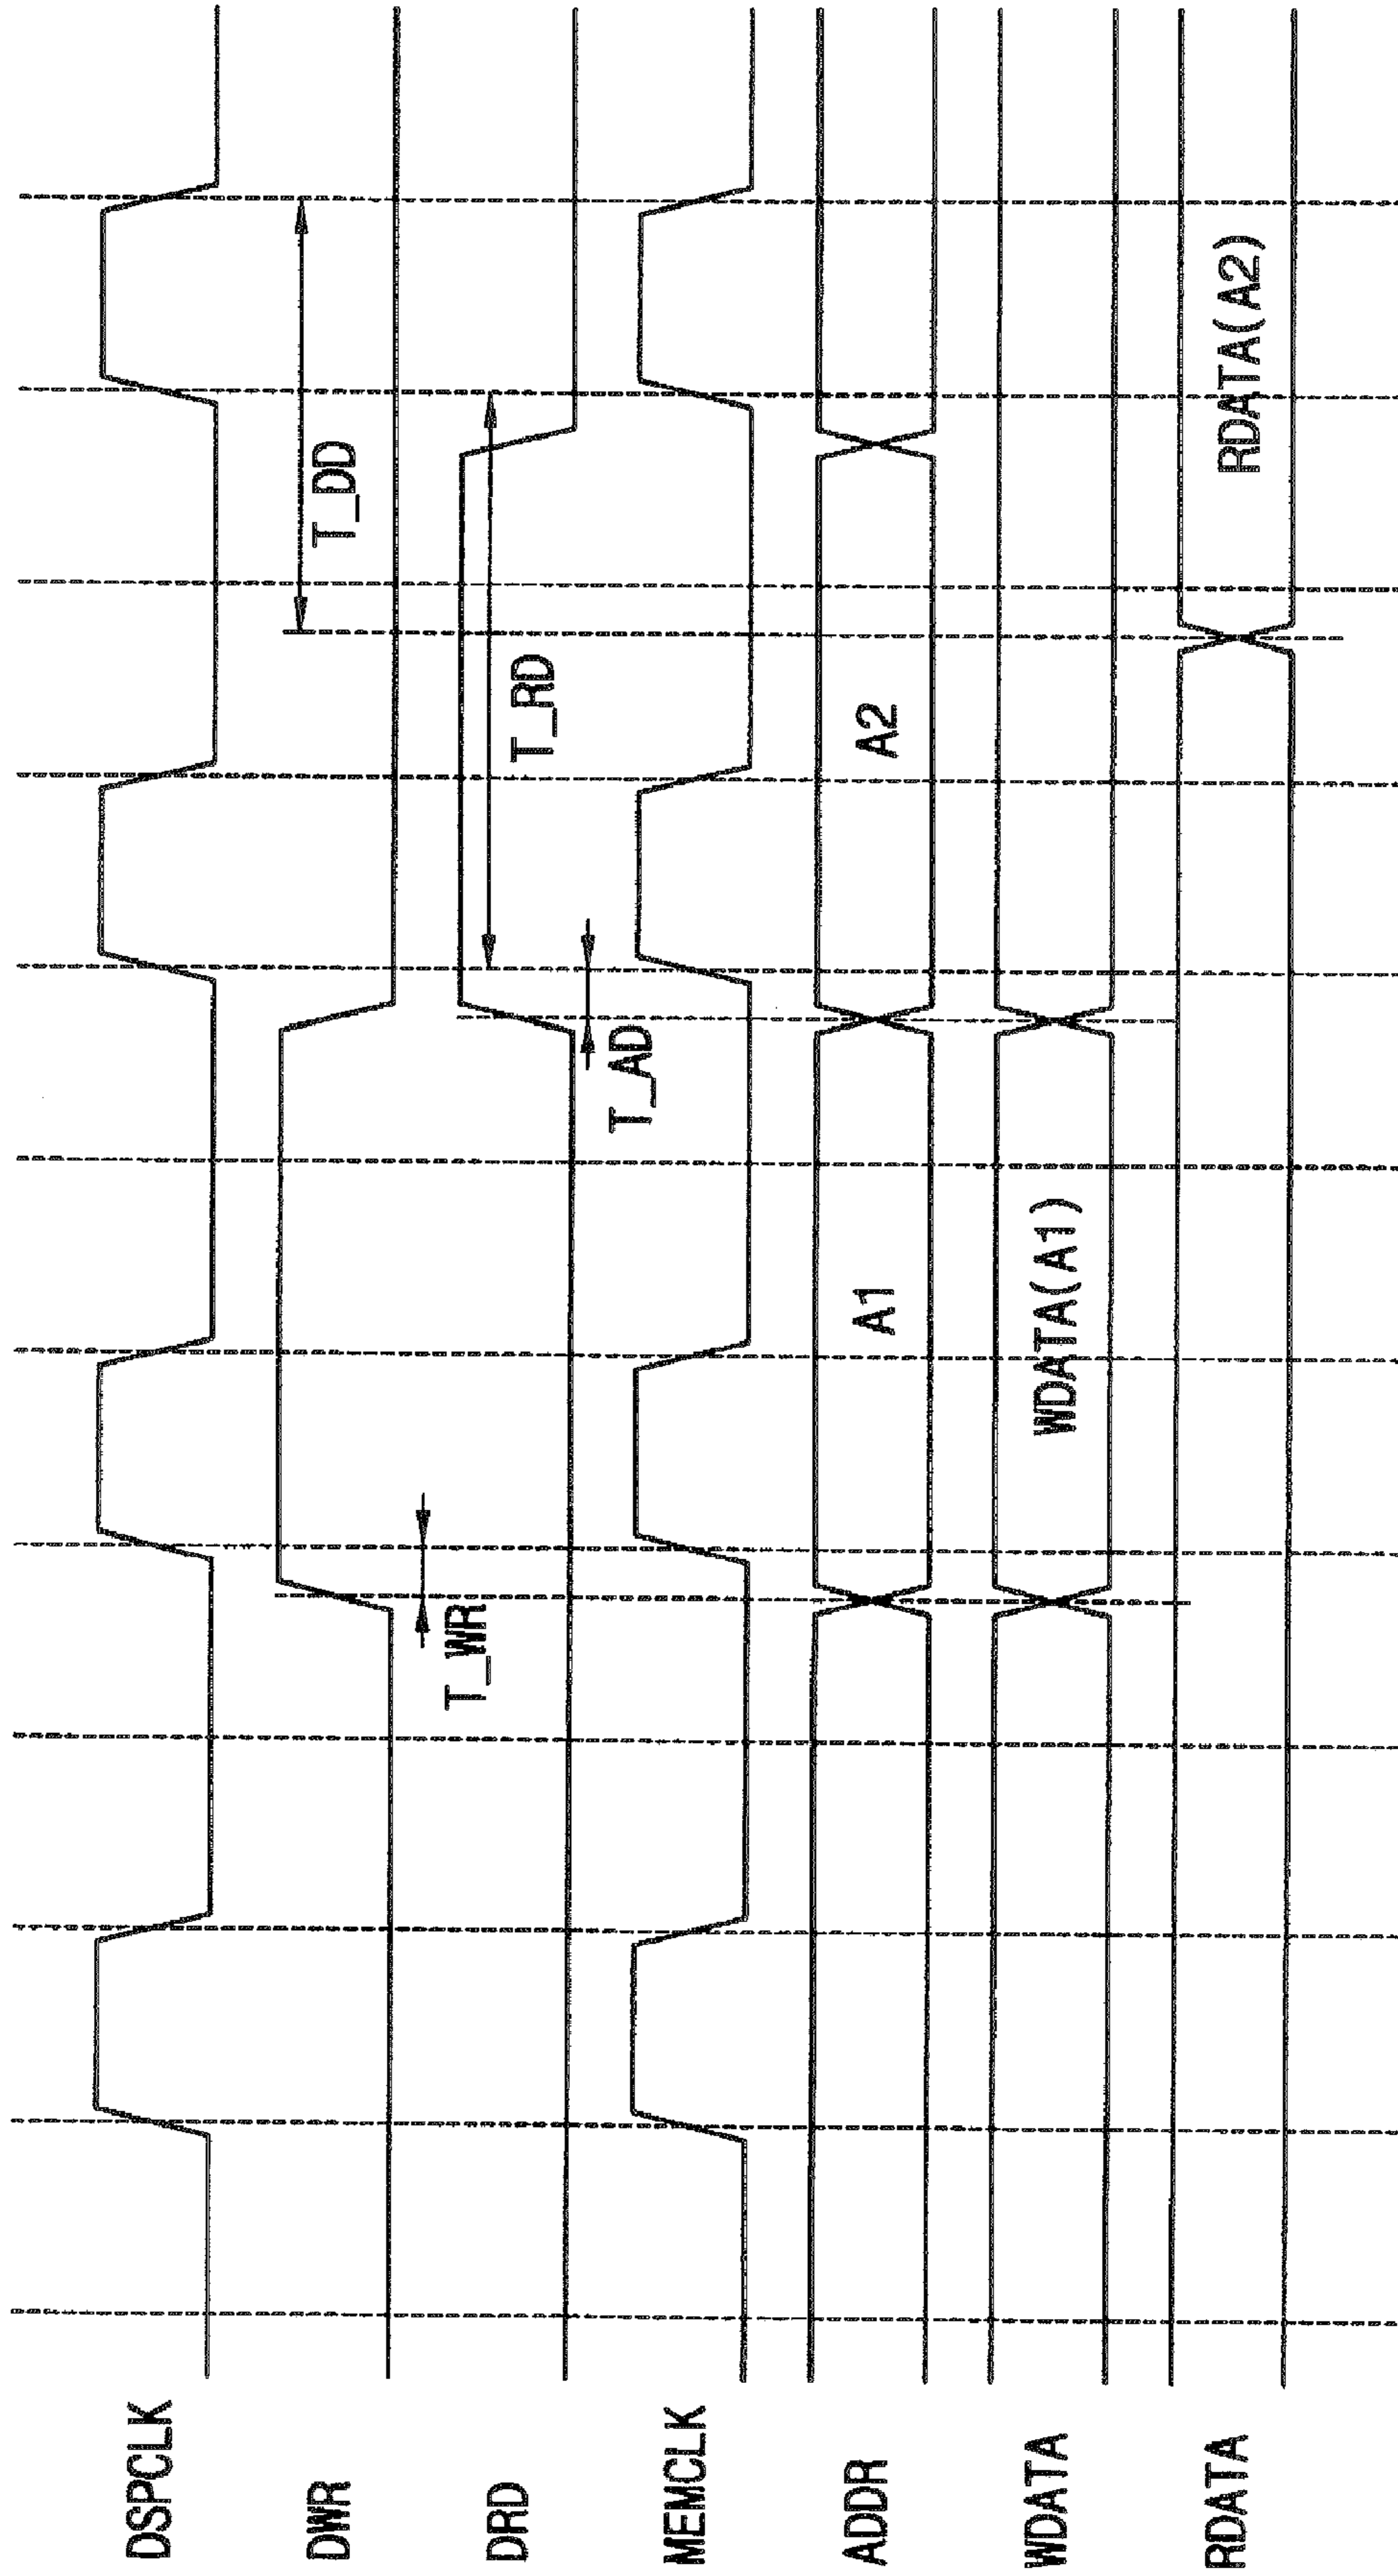 DSPCLK
DWR
T_WR
T_DD
DRD
T_AD
T_RD
MEMCLK
ADDR
A1
A2
WDATA
WDATA(A1)
RDATA
RDATA(A2)